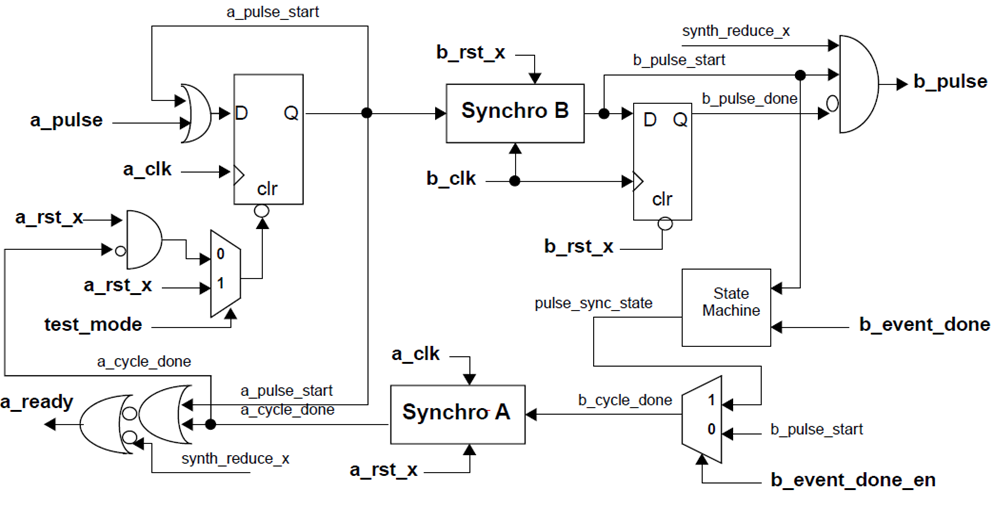 a_pulse_start
synth_reduce_x
b_rst_x
b_pulse_start
b_pulse
b_pulse_done
Synchro B
D Q
D Q
a_pulse
a_clk
b_clk
clr
clr
a_rst_x
0
b_rst_x
a_rst_x
1
State
Machine
pulse_sync_state
test_mode
b_event_done
a_clk
a_cycle_done
a_pulse_start
a_ready
a_cycle_done
Synchro A
b_cycle_done
1
0
b_pulse_start
synth_reduce_x
a_rst_x
b_event_done_en